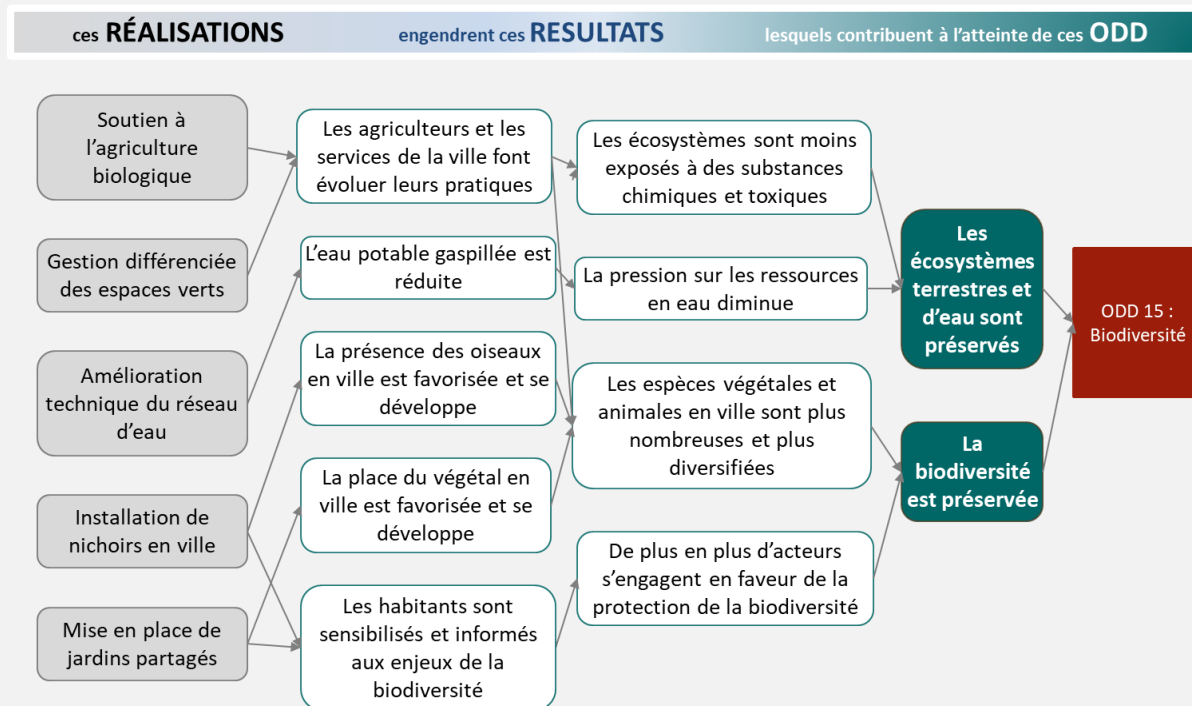 ces RÉALISATIONS engendrent ces RESULTATS lesquels contribuent à l'atteinte de ces ODD
Soutien à
l'agriculture
biologique
Gestion différenciée
des espaces verts
Amélioration
technique du réseau
d'eau
Installation de
nichoirs en ville
Mise en place de
jardins partagés
Les agriculteurs et les
services de la ville font
évoluer leurs pratiques
L'eau potable gaspillée est
réduite
La présence des oiseaux
en ville est favorisée et se
développe
La place du végétal en
ville est favorisée et se
développe
Les habitants sont
sensibilisés et informés
aux enjeux de la
biodiversité
Les écosystèmes sont moins
exposés à des substances
chimiques et toxiques
La pression sur les ressources
en eau diminue
Les espèces végétales et
animales en ville sont plus
nombreuses et plus
diversifiées
De plus en plus d'acteurs
s'engagent en faveur de la
protection de la biodiversité
Les
écosystèmes
terrestres et
d'eau sont
préservés
La
biodiversité
est préservée
ODD 15 :
Biodiversité